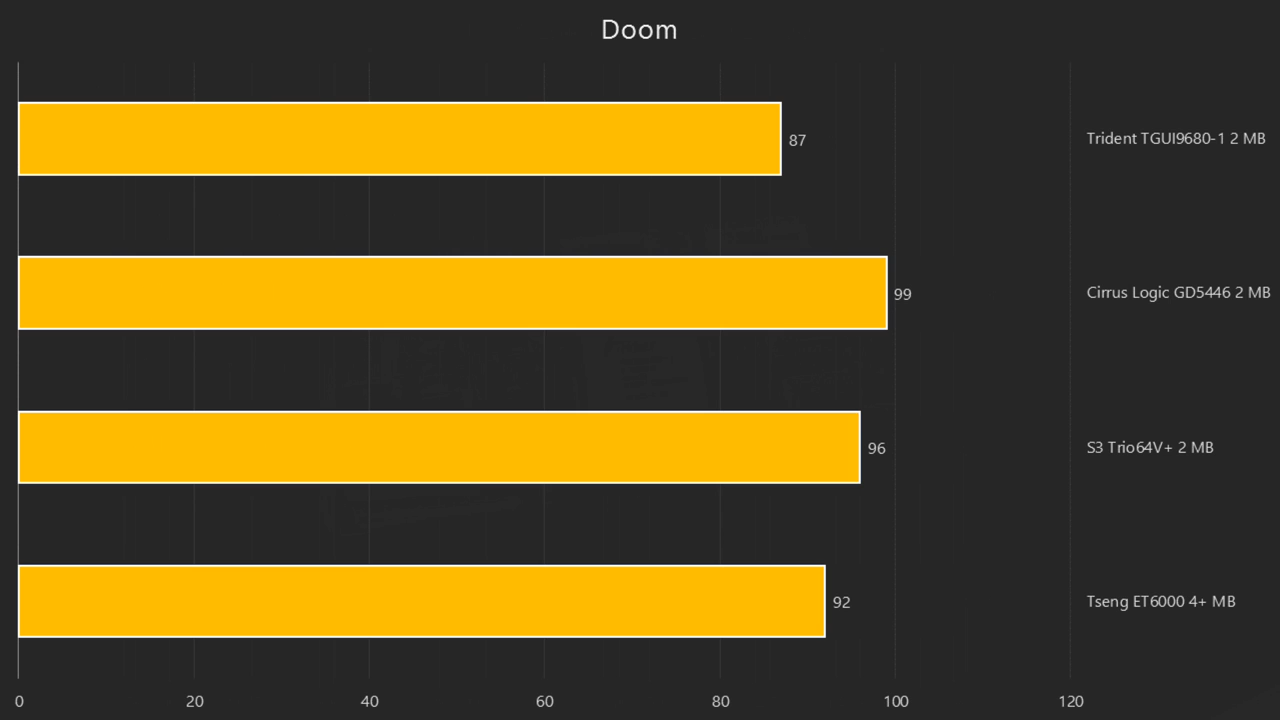 Doom
87
Trident TGUI9680-1 2 MB
99
Cirrus Logic GD5446 2 MB
96
S3 Trio64V+ 2 MB
92
Tseng ET6000 4+ MB
0 20 40 60 80 100 120